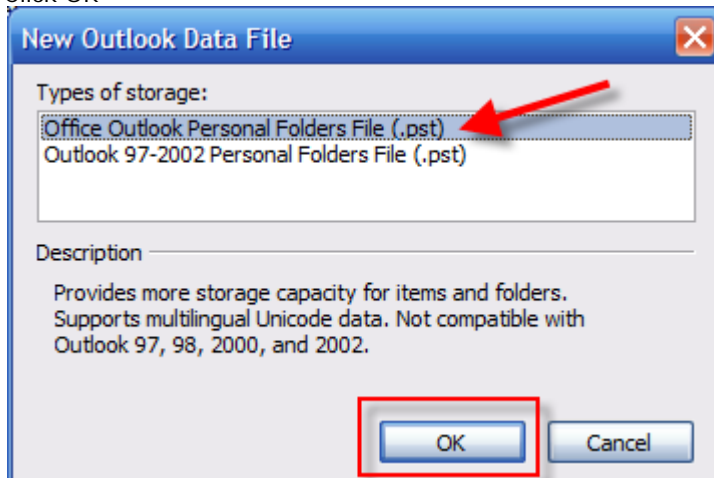 Click OK
New Outlook Data File
Types of storage:
Office Outlook Personal Folders File (.pst)
Outlook 97-2002 Personal Folders File (.pst)
Description
Provides more storage capacity for items and folders.
Supports multilingual Unicode data. Not compatible with
Outlook 97, 98, 2000, and 2002.
OK
Cancel